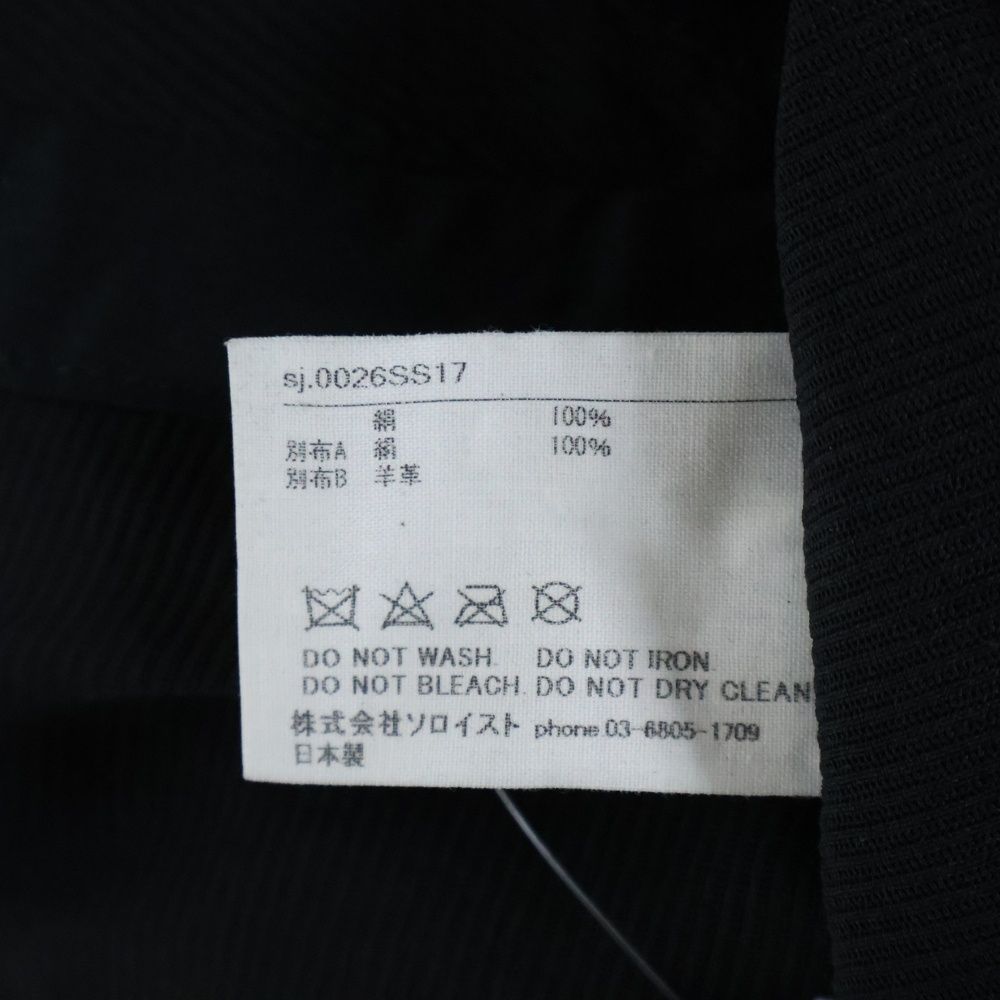 sj.0026SS17
絹 100%
別布A 絹 100%
別布B 羊革
DO NOT WASH. DO NOT IRON.
DO NOT BLEACH. DO NOT DRY CLEAN
株式会社ソロイスト phone.03-6805-1709
日本製